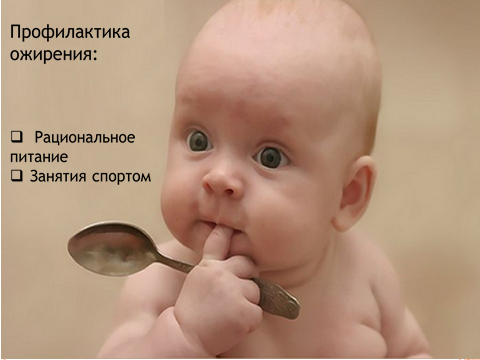 Профилактика
ожирения:
❑ Рациональное
питание
❑ Занятия спортом